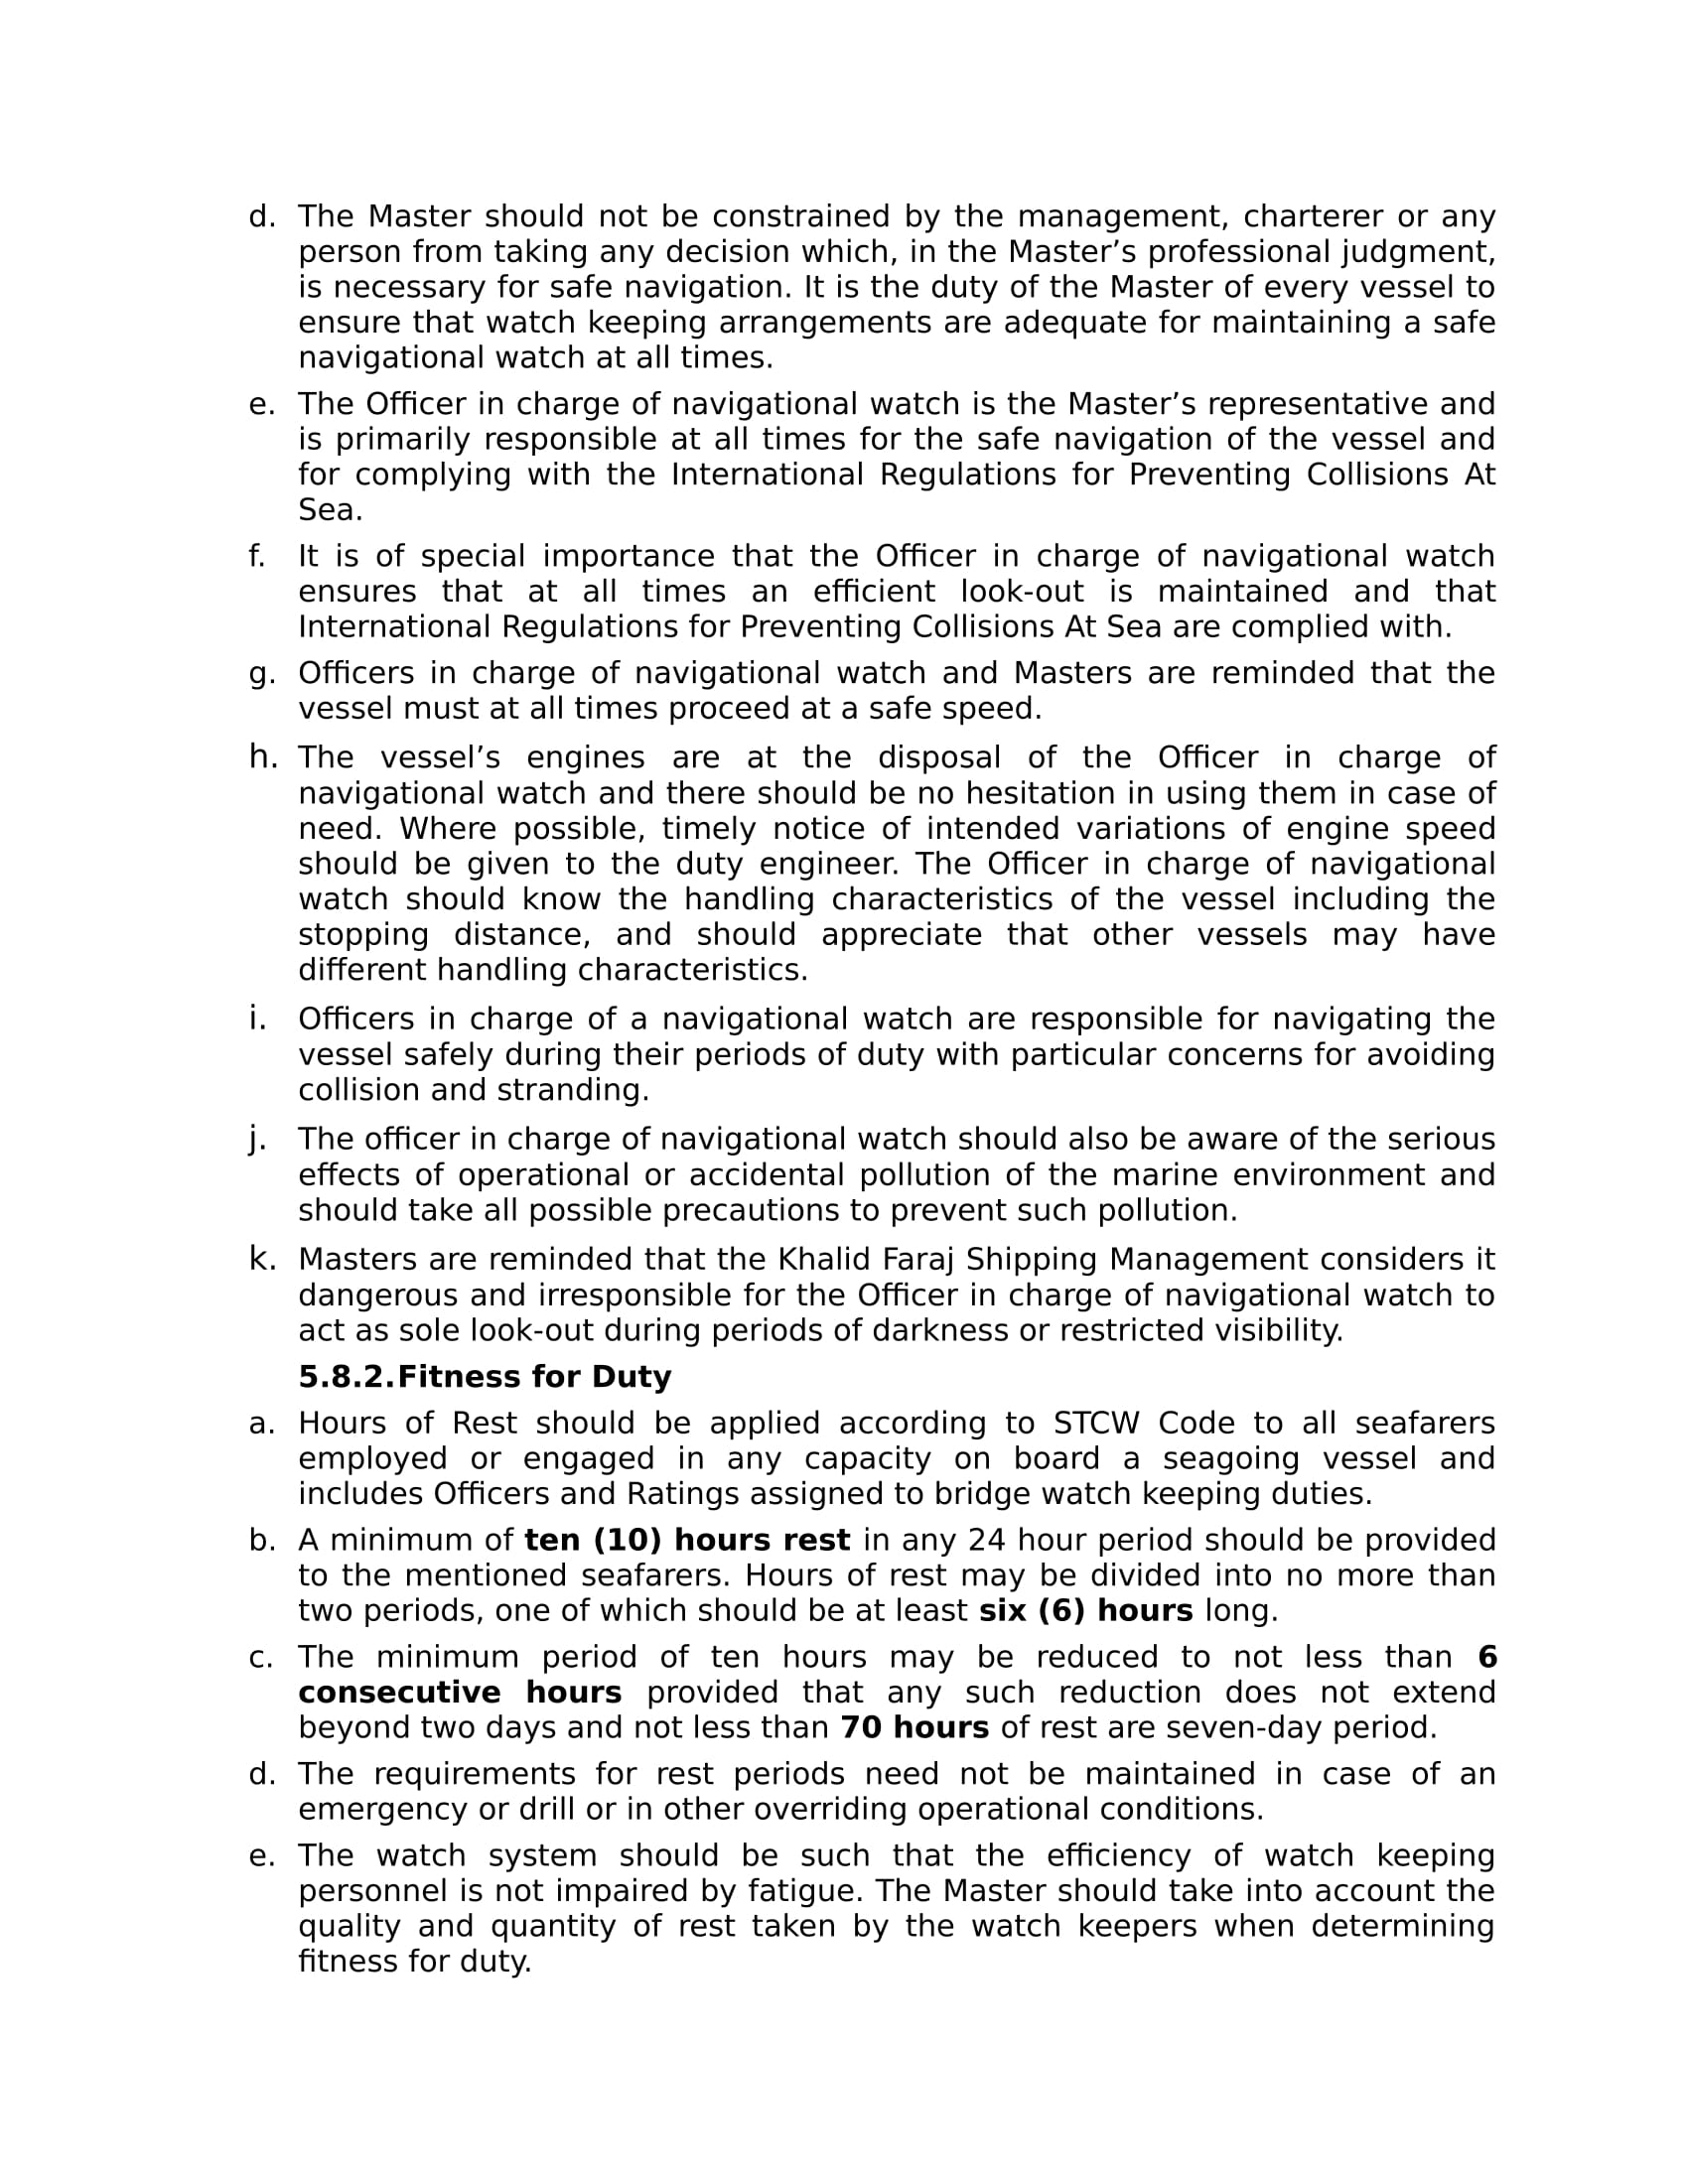 d. The Master should not be constrained by the management, charterer or any
person from taking any decision which, in the Master’s professional judgment,
is necessary for safe navigation. It is the duty of the Master of every vessel to
ensure that watch keeping arrangements are adequate for maintaining a safe
navigational watch at all times.
e. The Officer in charge of navigational watch is the Master’s representative and
is primarily responsible at all times for the safe navigation of the vessel and
for complying with the International Regulations for Preventing Collisions At
Sea.
f. It is of special importance that the Officer in charge of navigational watch
ensures that at all times an efficient look-out is maintained and that
International Regulations for Preventing Collisions At Sea are complied with.
g. Officers in charge of navigational watch and Masters are reminded that the
vessel must at all times proceed at a safe speed.
h. The vessel’s engines are at the disposal of the Officer in charge of
navigational watch and there should be no hesitation in using them in case of
need. Where possible, timely notice of intended variations of engine speed
should be given to the duty engineer. The Officer in charge of navigational
watch should know the handling characteristics of the vessel including the
stopping distance, and should appreciate that other vessels may have
different handling characteristics.
i. Officers in charge of a navigational watch are responsible for navigating the
vessel safely during their periods of duty with particular concerns for avoiding
collision and stranding.
j. The officer in charge of navigational watch should also be aware of the serious
effects of operational or accidental pollution of the marine environment and
should take all possible precautions to prevent such pollution.
k. Masters are reminded that the Khalid Faraj Shipping Management considers it
dangerous and irresponsible for the Officer in charge of navigational watch to
act as sole look-out during periods of darkness or restricted visibility.
5.8.2.Fitness for Duty
a. Hours of Rest should be applied according to STCW Code to all seafarers
employed or engaged in any capacity on board a seagoing vessel and
includes Officers and Ratings assigned to bridge watch keeping duties.
b. A minimum of ten (10) hours rest in any 24 hour period should be provided
to the mentioned seafarers. Hours of rest may be divided into no more than
two periods, one of which should be at least six (6) hours long.
c. The minimum period of ten hours may be reduced to not less than 6
consecutive hours provided that any such reduction does not extend
beyond two days and not less than 70 hours of rest are seven-day period.
d. The requirements for rest periods need not be maintained in case of an
emergency or drill or in other overriding operational conditions.
e. The watch system should be such that the efficiency of watch keeping
personnel is not impaired by fatigue. The Master should take into account the
quality and quantity of rest taken by the watch keepers when determining
fitness for duty.